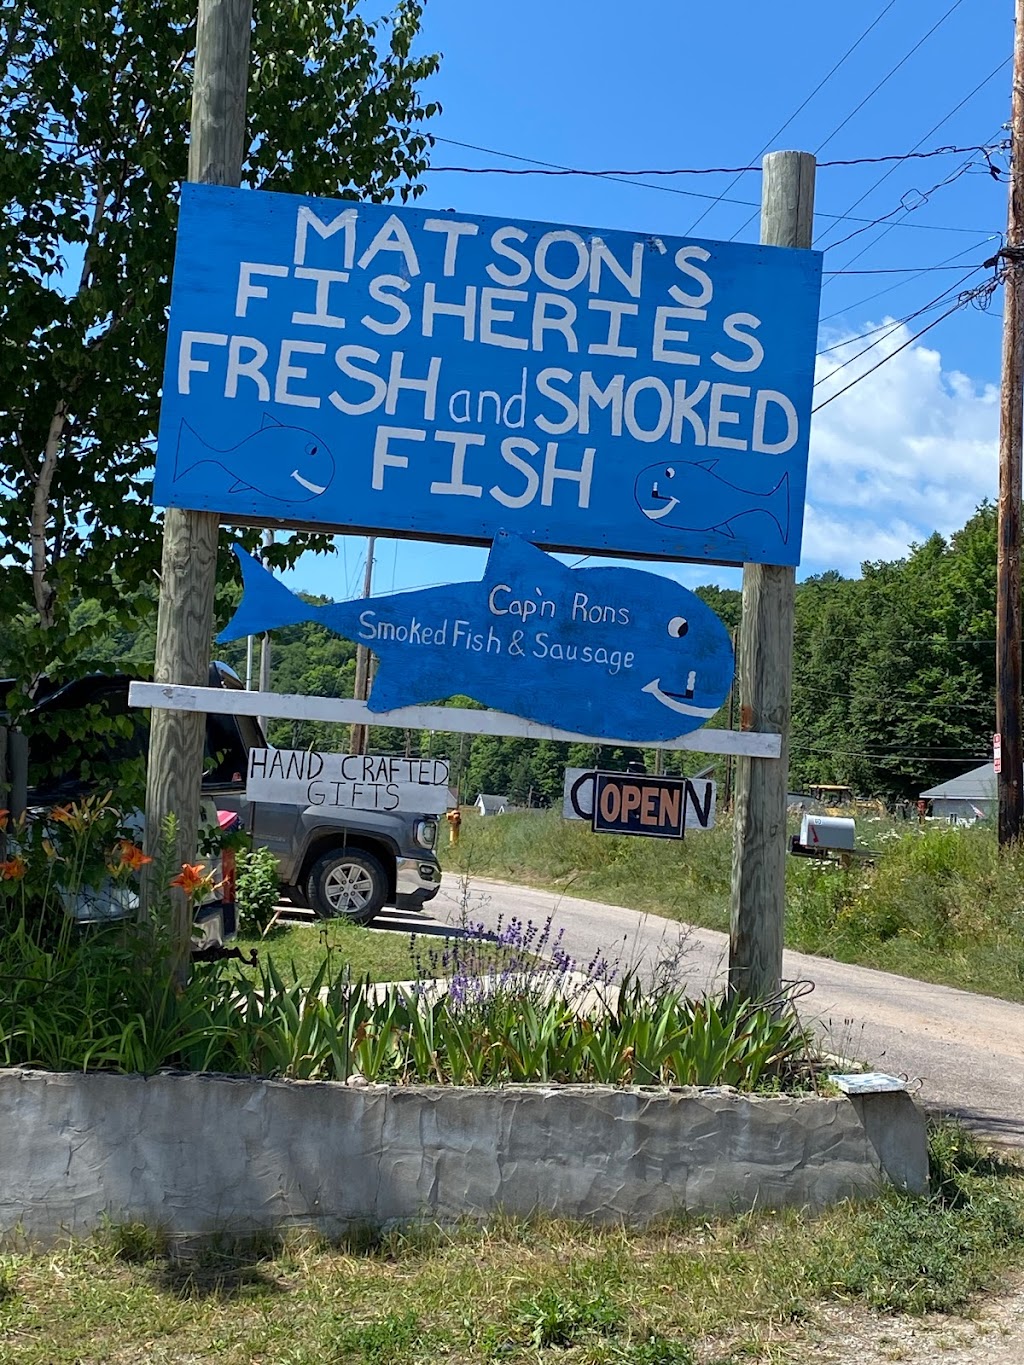 MATSON'S
FISHERIES
FRESH and SMOKED
FISH
Cap'n Rons
Smoked Fish & Sausage
HAND CRAFTED
GIFTS
OPEN